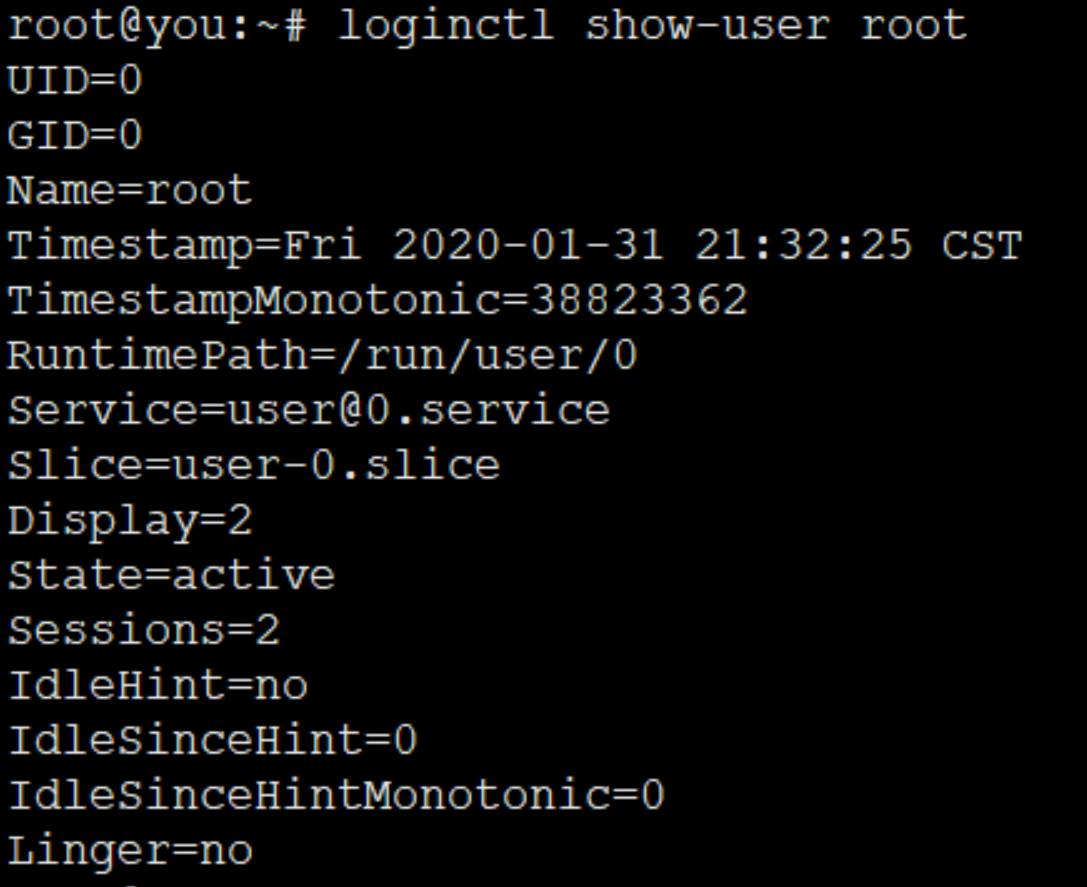 root@you:~# loginctl show-user root
UID=0
GID=0
Name=root
Timestamp=Fri 2020-01-31 21:32:25 CST
TimestampMonotonic=38823362
RuntimePath=/run/user/0
Service=user@0.service
Slice=user-0.slice
Display=2
State=active
Sessions=2
IdleHint=no
IdleSinceHint=0
IdleSinceHintMonotonic=0
Linger=no